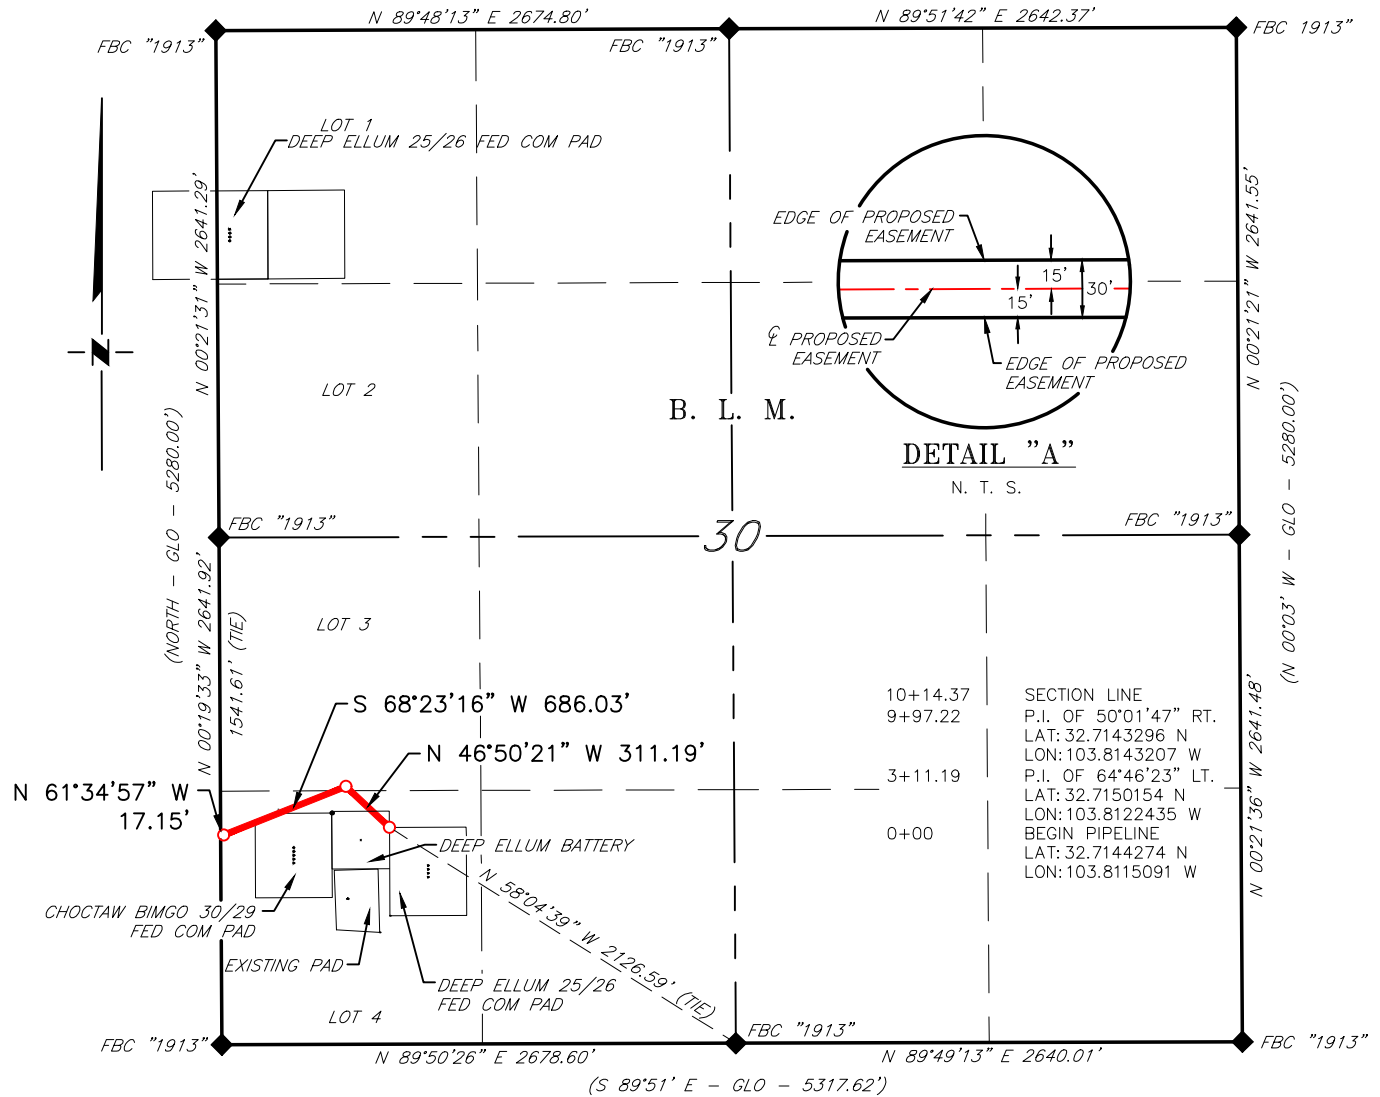 N 89°48'13" E 2674.80'
N 89°51'42" E 2642.37'
FBC "1913"
FBC "1913"
FBC 1913"
LOT 1
DEEP ELLUM 25/26 FED COM PAD
N 00°21'31" W 2641.29'
N 00°21'21" W 2641.55'
EDGE OF PROPOSED
EASEMENT
15'
15'
30'
℄ PROPOSED
EASEMENT
EDGE OF PROPOSED
EASEMENT
N
LOT 2
B. L. M.
DETAIL "A"
N. T. S.
(NORTH - GLO - 5280.00')
(N 00°03' W - GLO - 5280.00')
FBC "1913"
30
FBC "1913"
N 00°19'33" W 2641.92'
1541.61' (TIE)
LOT 3
S 68°23'16" W 686.03'
N 46°50'21" W 311.19'
N 61°34'57" W
17.15'
10+14.37 SECTION LINE
9+97.22 P.I. OF 50°01'47" RT.
LAT: 32.7143296 N
LON: 103.8143207 W
3+11.19 P.I. OF 64°46'23" LT.
LAT: 32.7150154 N
LON: 103.8122435 W
0+00 BEGIN PIPELINE
LAT: 32.7144274 N
LON: 103.8115091 W
N 00°21'36" W 2641.48'
DEEP ELLUM BATTERY
N 58°04'39" W 2126.59' (TIE)
CHOCTAW BIMGO 30/29
FED COM PAD
EXISTING PAD
DEEP ELLUM 25/26
FED COM PAD
LOT 4
FBC "1913"
FBC "1913"
FBC "1913"
N 89°50'26" E 2678.60'
N 89°49'13" E 2640.01'
(S 89°51' E - GLO - 5317.62')